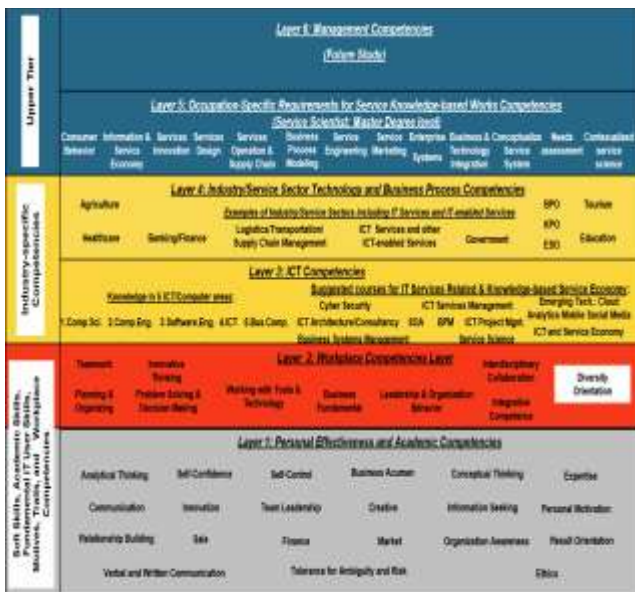 Upper Tier
Layer 6: Management Competencies
(Future Study)
Layer 5: Occupation-Specific Requirements for Service Knowledge-based Works Competencies
(Service Scientist: Master Degree level)
Consumer Behavior
Information & Service Economy
Services Innovation
Services Design
Services Operation & Supply Chain
Business Process Modelling
Service Engineering
Service Marketing
Enterprise Systems
Business & Technology Integration
Conceptualize Service System
Needs assessment
Contextualized service science
Industry-specific Competencies
Layer 4: Industry/Service Sector Technology and Business Process Competencies
Examples of Industry/Service Sectors including IT Services and IT-enabled Services
Agriculture
BPO
Tourism
Healthcare
Banking/Finance
Logistics/Transportation/
Supply Chain Management
ICT Services and other
ICT-enabled Services
Government
KPO
ESO
Education
Layer 3: ICT Competencies
Knowledge in 5 ICT/Computer areas:
1.Comp Sci. 2.Comp.Eng. 3.Software.Eng. 4.ICT. 5.Bus.Comp.
Suggested courses for IT Services Related & Knowledge-based Service Economy:
Cyber Security
ICT Services Management
Emerging Tech.: Cloud
Analytics Mobile Social Media
ICT Architecture/Consultancy
SOA
BPM
ICT Project Mgn.
ICT and Service Economy
Business Systems Management
Service Science
Soft Skills, Academic Skills, Fundamental IT User Skills, Motives, Traits, and Workplace Competencies
Layer 2: Workplace Competencies Layer
Teamwork
Innovative
Thinking
Interdisciplinary
Collaboration
Diversity
Orientation
Planning &
Organizing
Problem Solving &
Decision Making
Working with Tools &
Technology
Business
Fundamental
Leadership & Organization
Behavior
Integrative
Competence
Layer 1: Personal Effectiveness and Academic Competencies
Analytical Thinking
Self-Confidence
Self-Control
Business Acumen
Conceptual Thinking
Expertise
Communication
Innovation
Team Leadership
Creative
Information Seeking
Personal Motivation
Relationship Building
Sale
Finance
Market
Organization Awareness
Result Orientation
Verbal and Written Communication
Tolerance for Ambiguity and Risk
Ethics